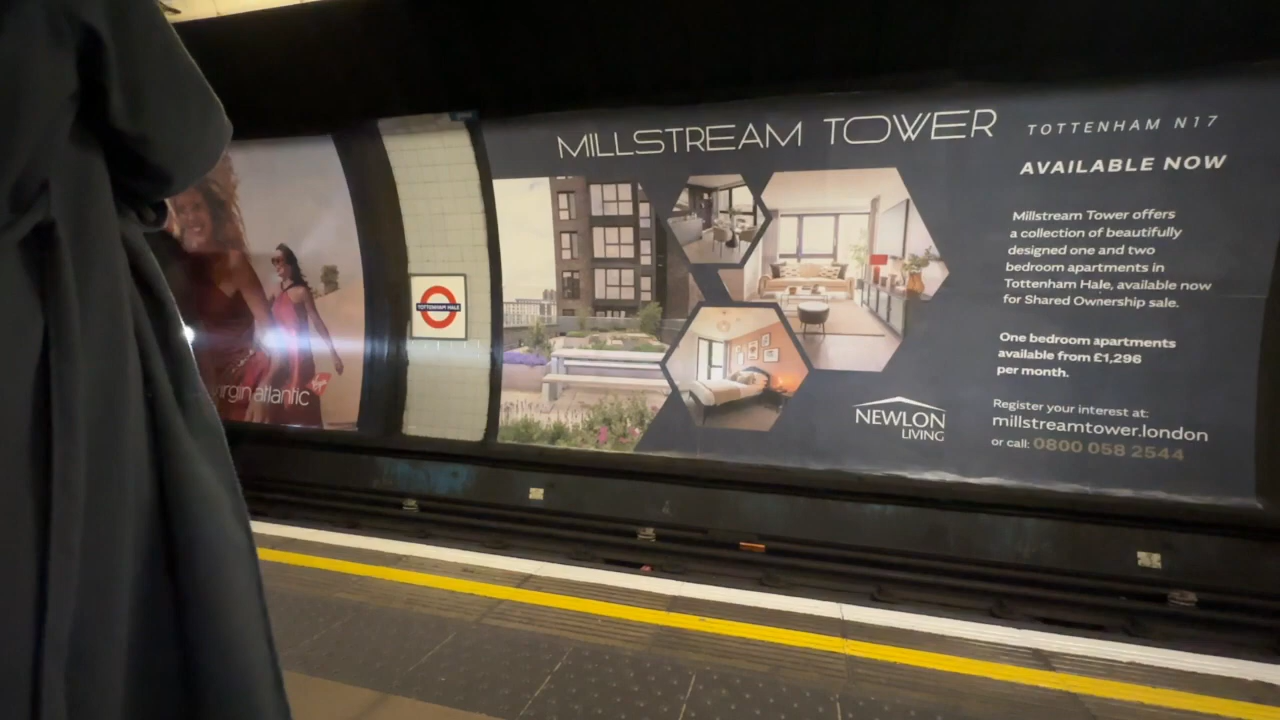 virgin atlantic
TOTTENHAM HALE
MILLSTREAM TOWER
TOTTENHAM N17
AVAILABLE NOW
Millstream Tower offers
a collection of beautifully
designed one and two
bedroom apartments in
Tottenham Hale, available now
for Shared Ownership sale.
One bedroom apartments
available from £1,296
per month.
Register your interest at:
millstreamtower.london
or call: 0800 058 2544
NEWLON
LIVING